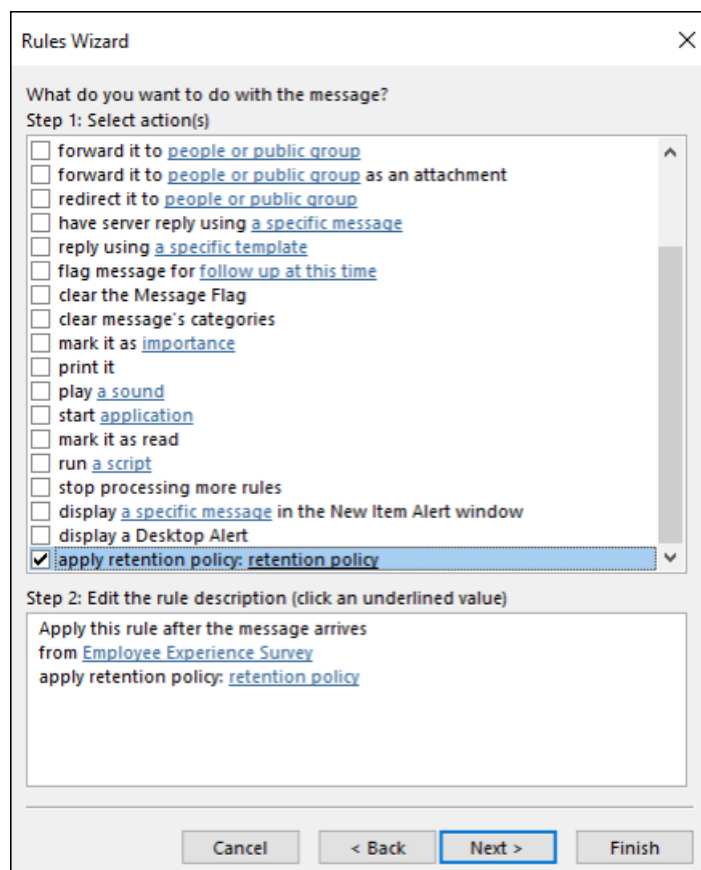 Rules Wizard
What do you want to do with the message?
Step 1: Select action(s)
forward it to people or public group
forward it to people or public group as an attachment
redirect it to people or public group
have server reply using a specific message
reply using a specific template
flag message for follow up at this time
clear the Message Flag
clear message's categories
mark it as importance
print it
play a sound
start application
mark it as read
run a script
stop processing more rules
display a specific message in the New Item Alert window
display a Desktop Alert
apply retention policy: retention policy
Step 2: Edit the rule description (click an underlined value)
Apply this rule after the message arrives
from Employee Experience Survey
apply retention policy: retention policy
Cancel < Back Next > Finish